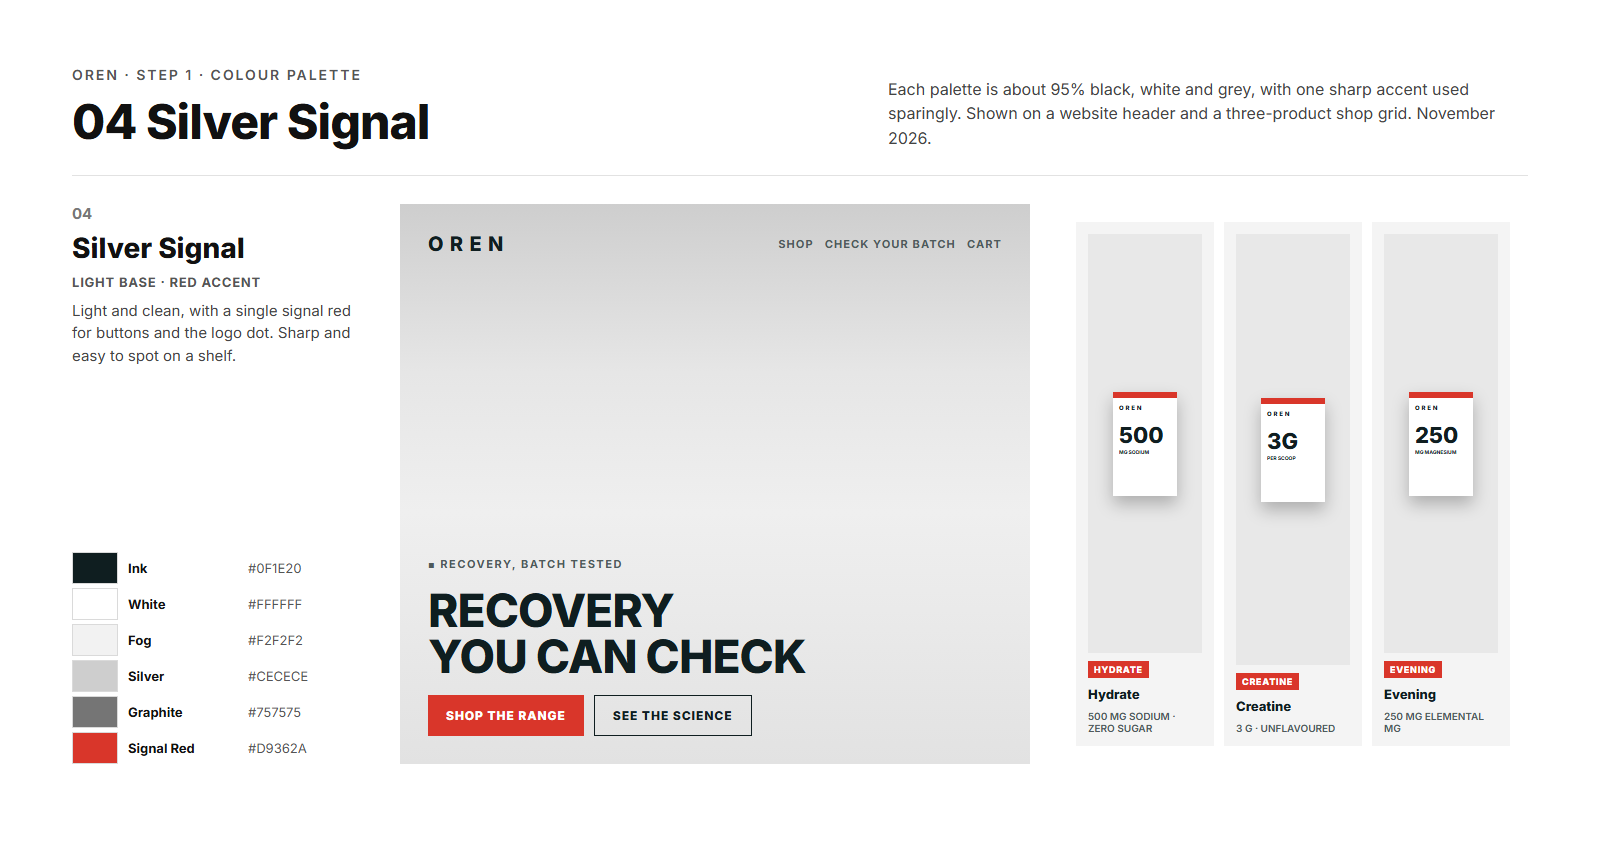 OREN · STEP 1 · COLOUR PALETTE
04 Silver Signal
Each palette is about 95% black, white and grey, with one sharp accent used
sparingly. Shown on a website header and a three-product shop grid. November
2026.
04
Silver Signal
LIGHT BASE · RED ACCENT
Light and clean, with a single signal red
for buttons and the logo dot. Sharp and
easy to spot on a shelf.
Ink #0F1E20
White #FFFFFF
Fog #F2F2F2
Silver #CECECE
Graphite #757575
Signal Red #D9362A
OREN
SHOP CHECK YOUR BATCH CART
RECOVERY, BATCH TESTED
RECOVERY
YOU CAN CHECK
SHOP THE RANGE
SEE THE SCIENCE
OREN
500
MG SODIUM
HYDRATE
Hydrate
500 MG SODIUM ·
ZERO SUGAR
OREN
3G
PER SCOOP
CREATINE
Creatine
3 G · UNFLAVOURED
OREN
250
MG MAGNESIUM
EVENING
Evening
250 MG ELEMENTAL
MG